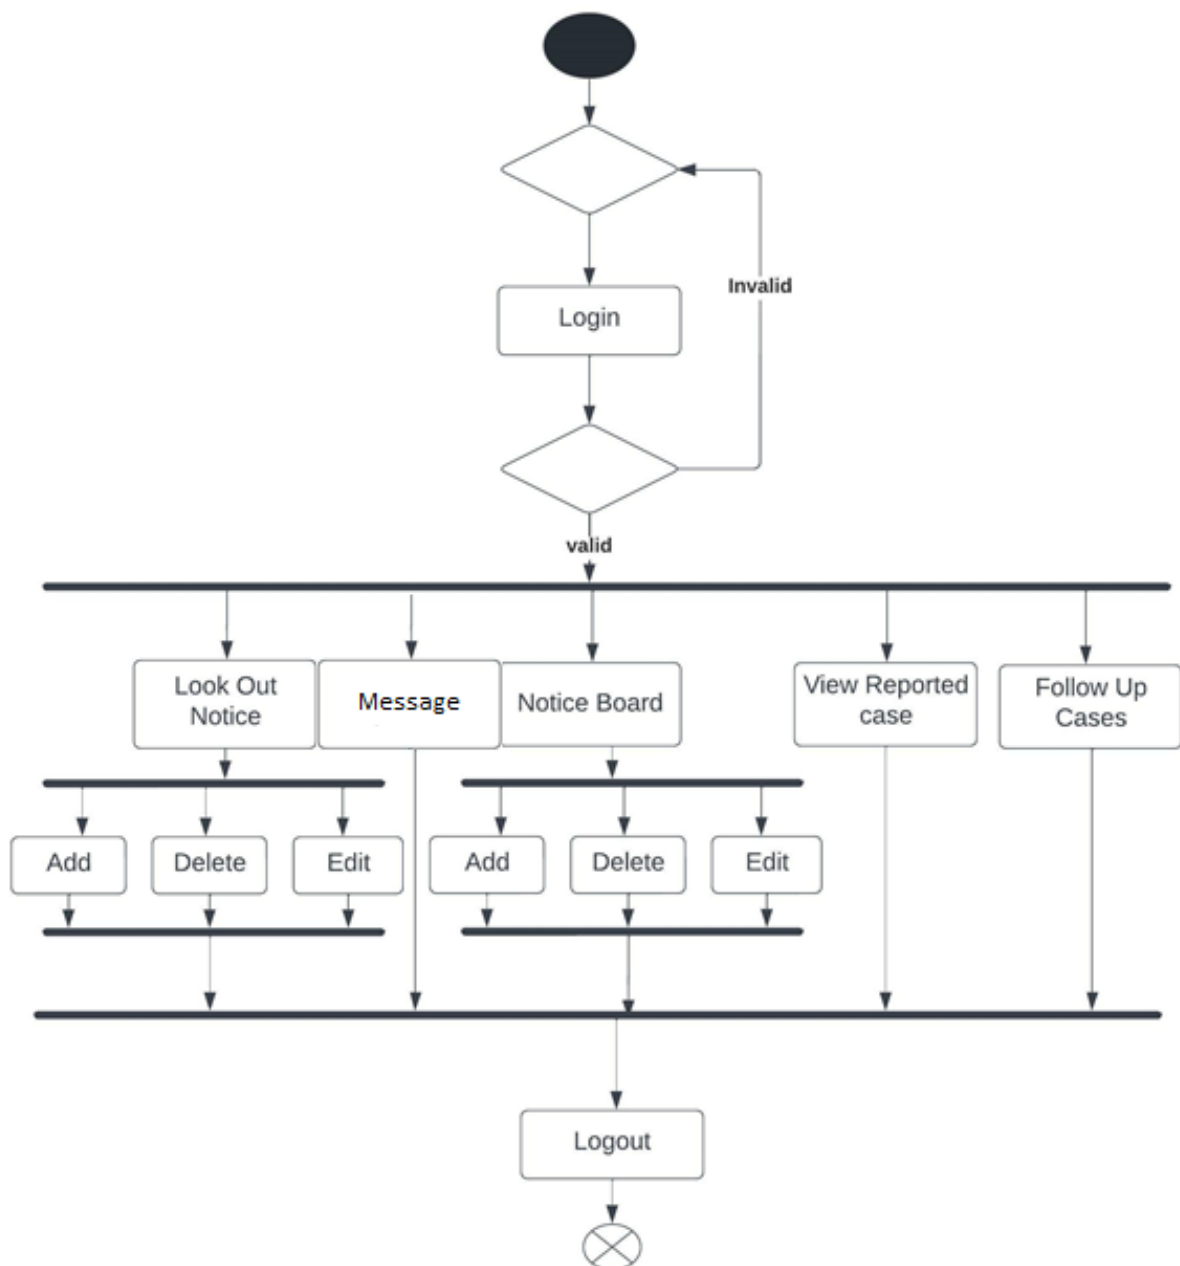 Invalid
Login
valid
Look Out
Notice
Message
Notice Board
View Reported
case
Follow Up
Cases
Add
Delete
Edit
Add
Delete
Edit
Logout